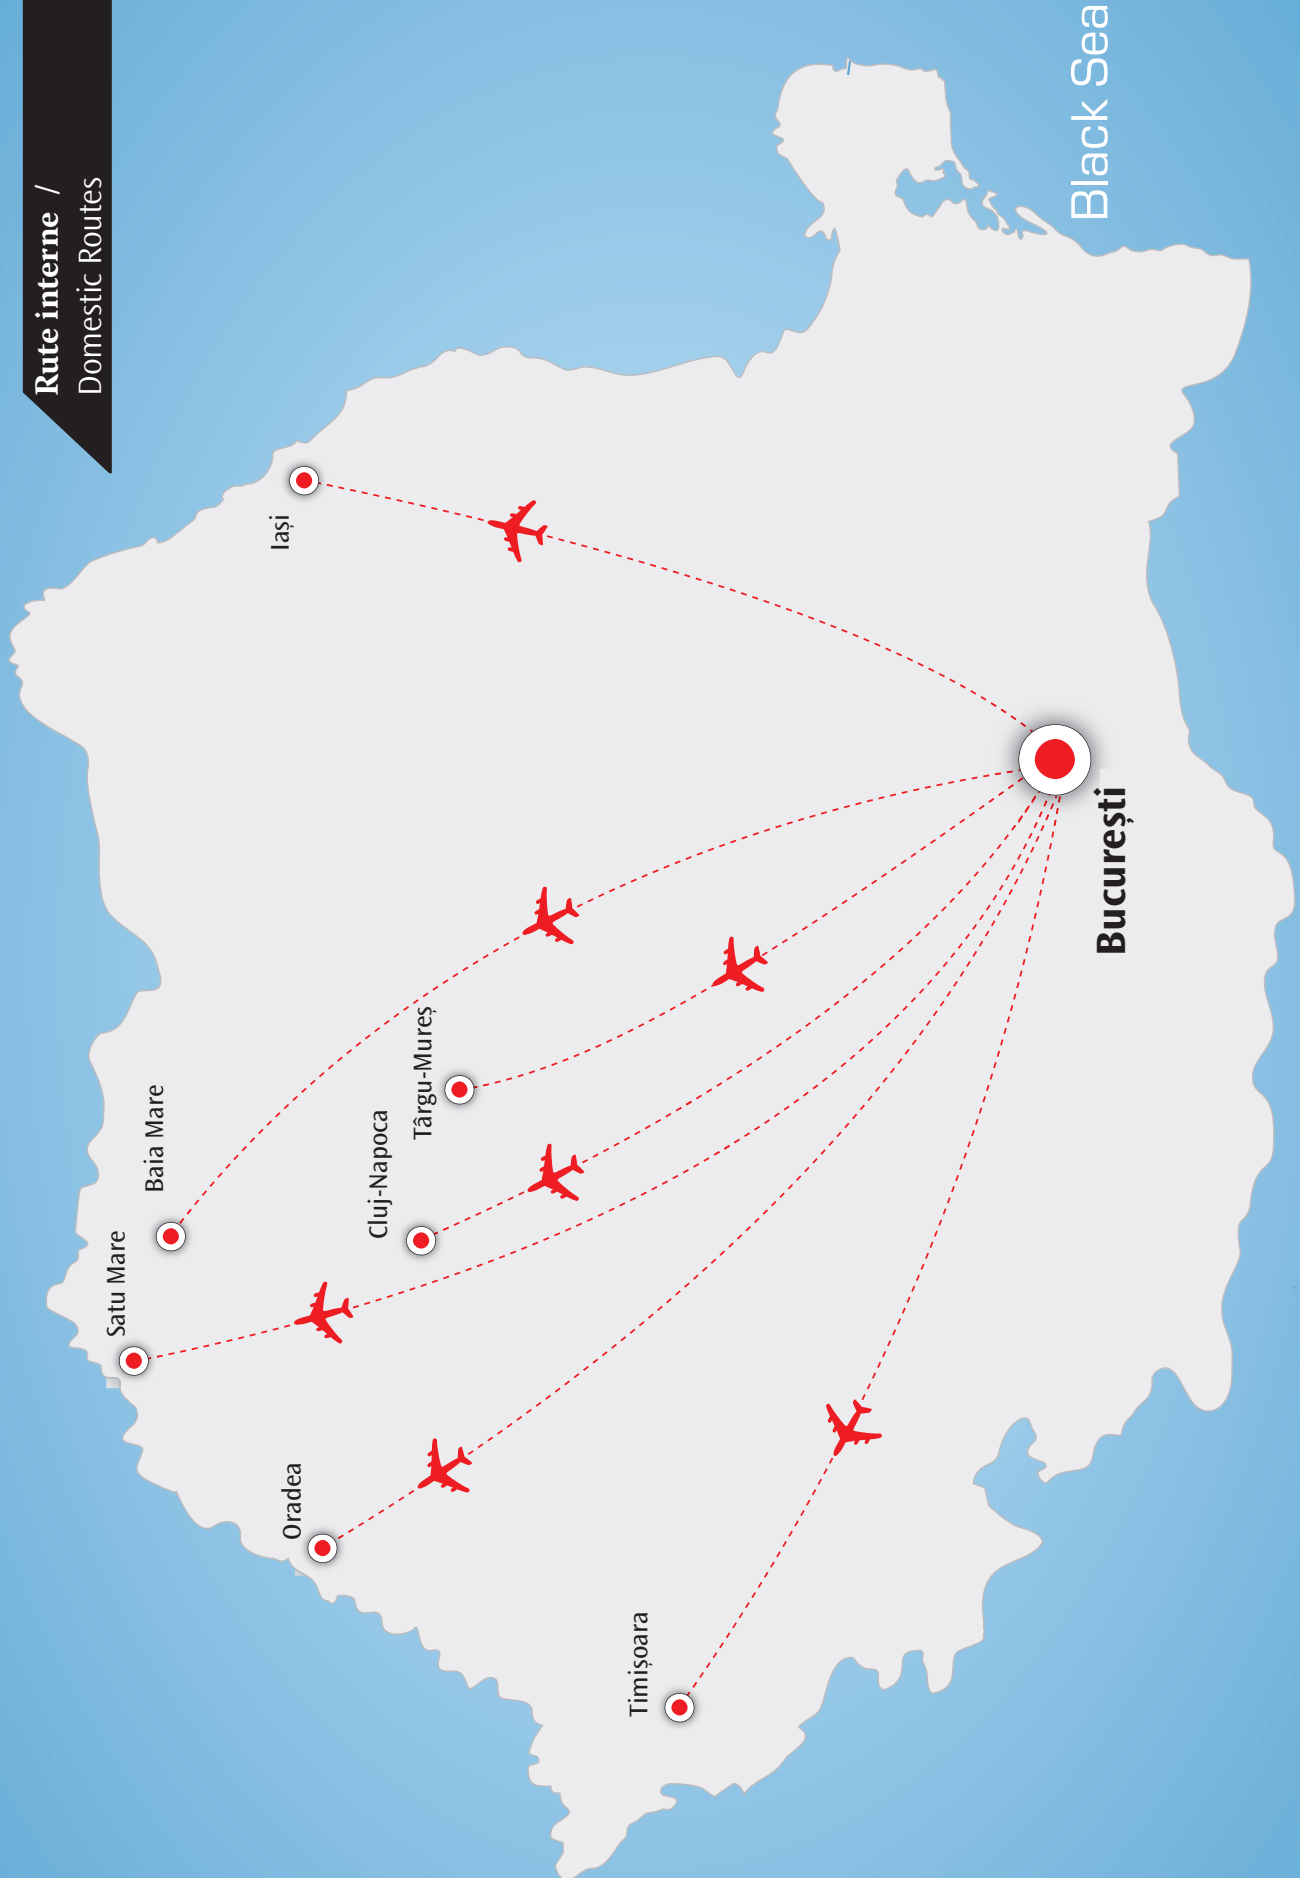 Rute interne /
Domestic Routes
Satu Mare
Baia Mare
Iași
Oradea
Cluj-Napoca
Târgu-Mureș
Timișoara
București
Black Sea